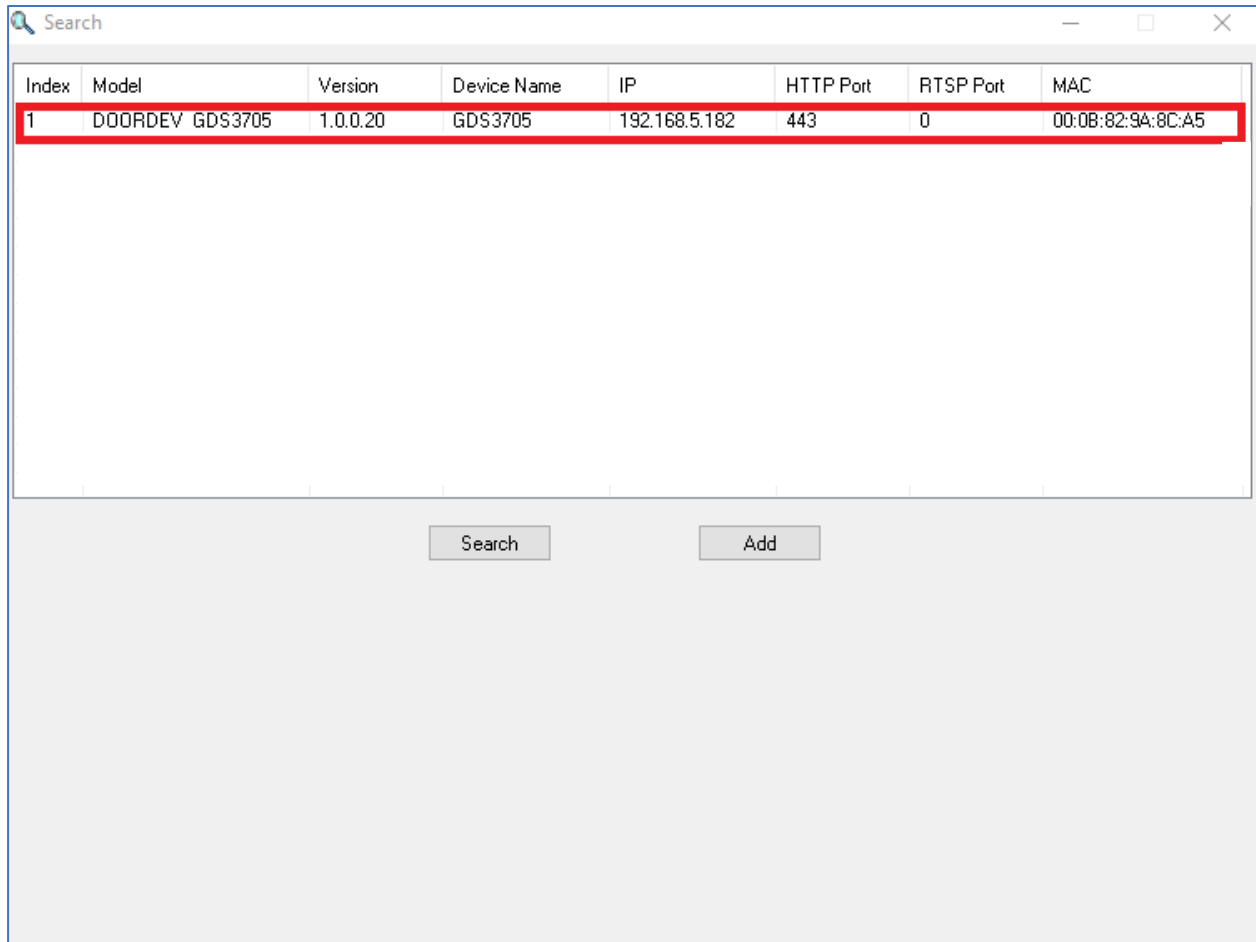 Search
Index Model Version Device Name IP HTTP Port RTSP Port MAC
1 DOORDEV GDS3705 1.0.0.20 GDS3705 192.168.5.182 443 0 00:0B:82:9A:8C:A5
Search Add